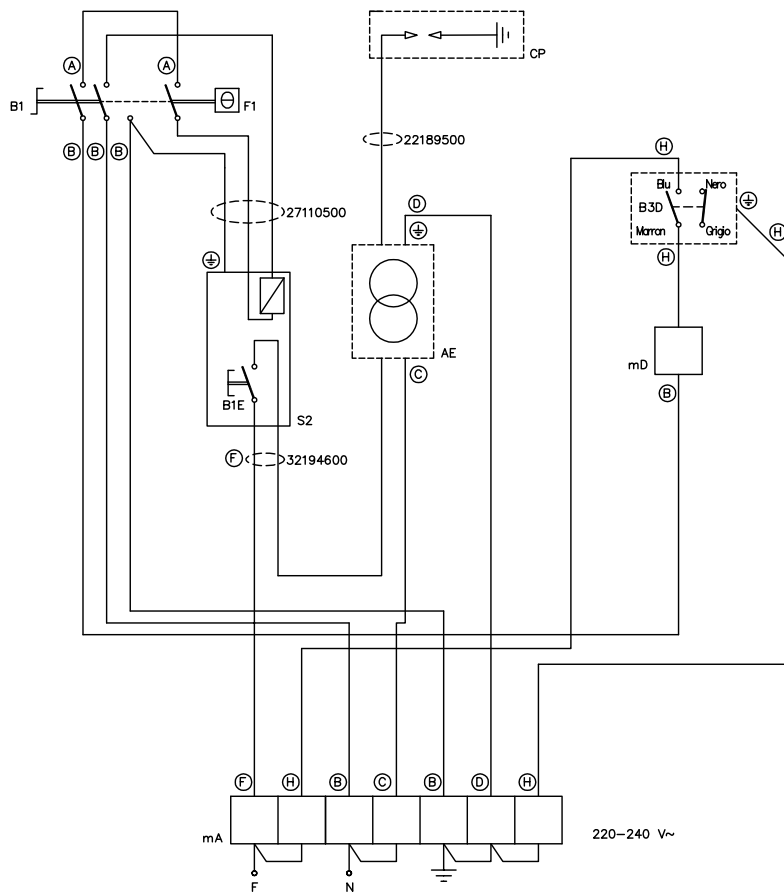 CP
A A
B1 F1
B B B
22189500
H
Blu Nero
B3D
Marron Grigio
H H
27110500
D
AE
C
mD
B
B1E
S2
F 32194600
F H B C B D H
mA 220-240 V~
F N